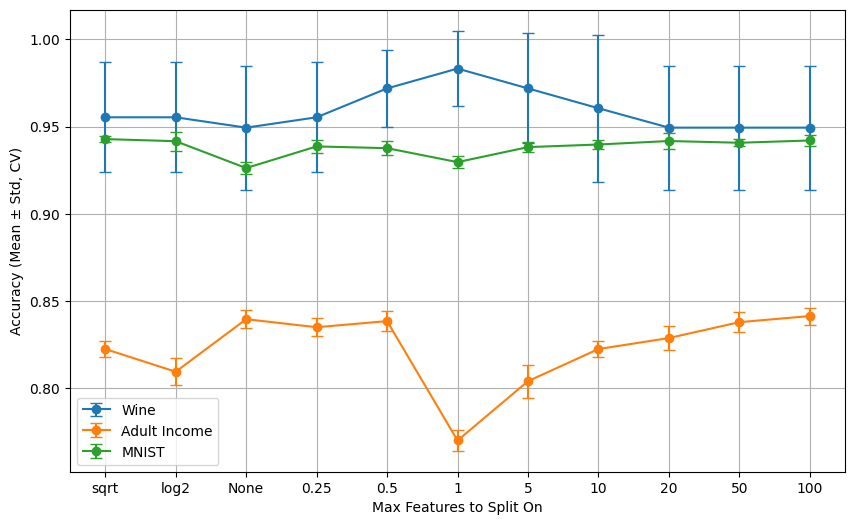 Accuracy (Mean ± Std, CV)
1.00
0.95
0.90
0.85
0.80
Wine
Adult Income
MNIST
sqrt log2 None 0.25 0.5 1 5 10 20 50 100
Max Features to Split On